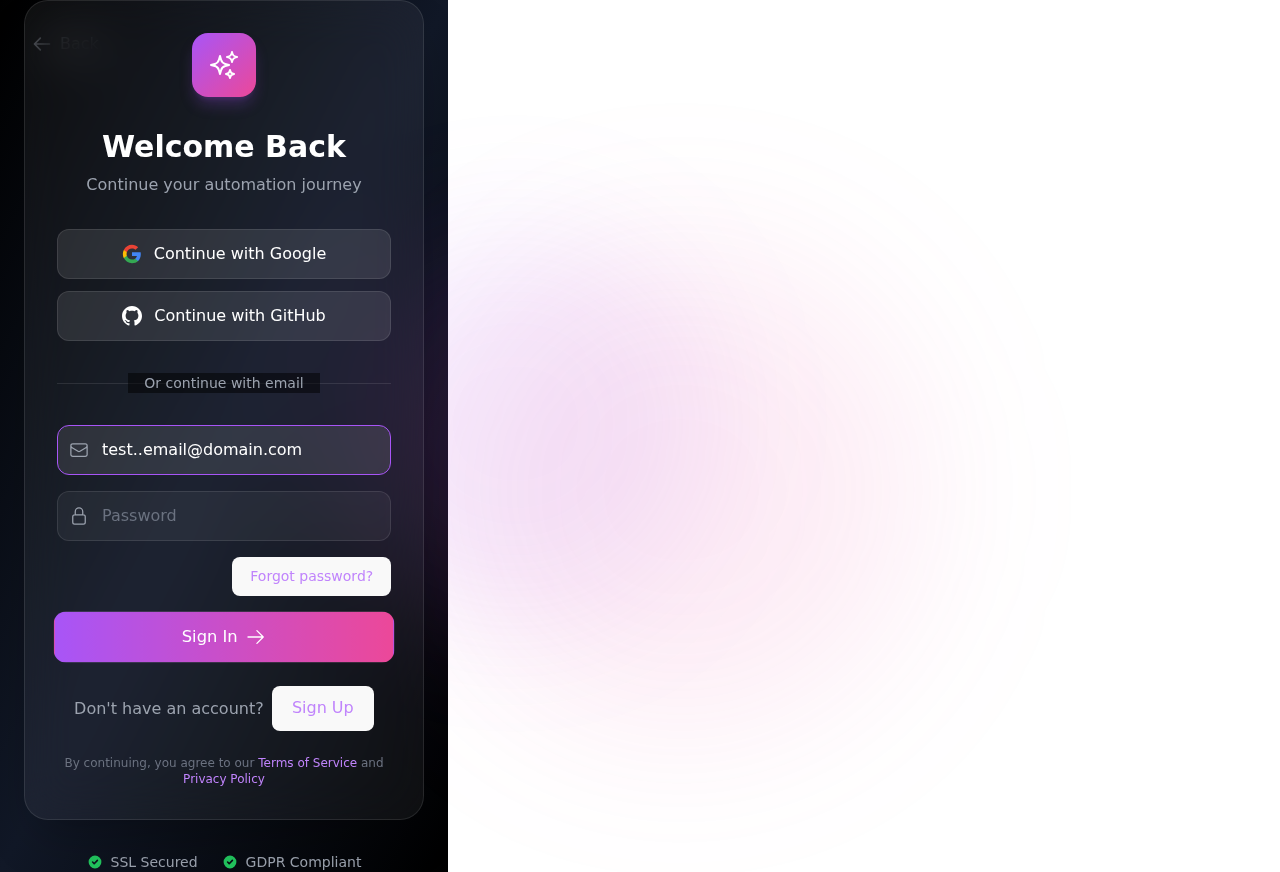 Back
Welcome Back
Continue your automation journey
Continue with Google
Continue with GitHub
Or continue with email
test..email@domain.com
Password
Forgot password?
Sign In
Don't have an account? Sign Up
By continuing, you agree to our Terms of Service and
Privacy Policy
SSL Secured GDPR Compliant